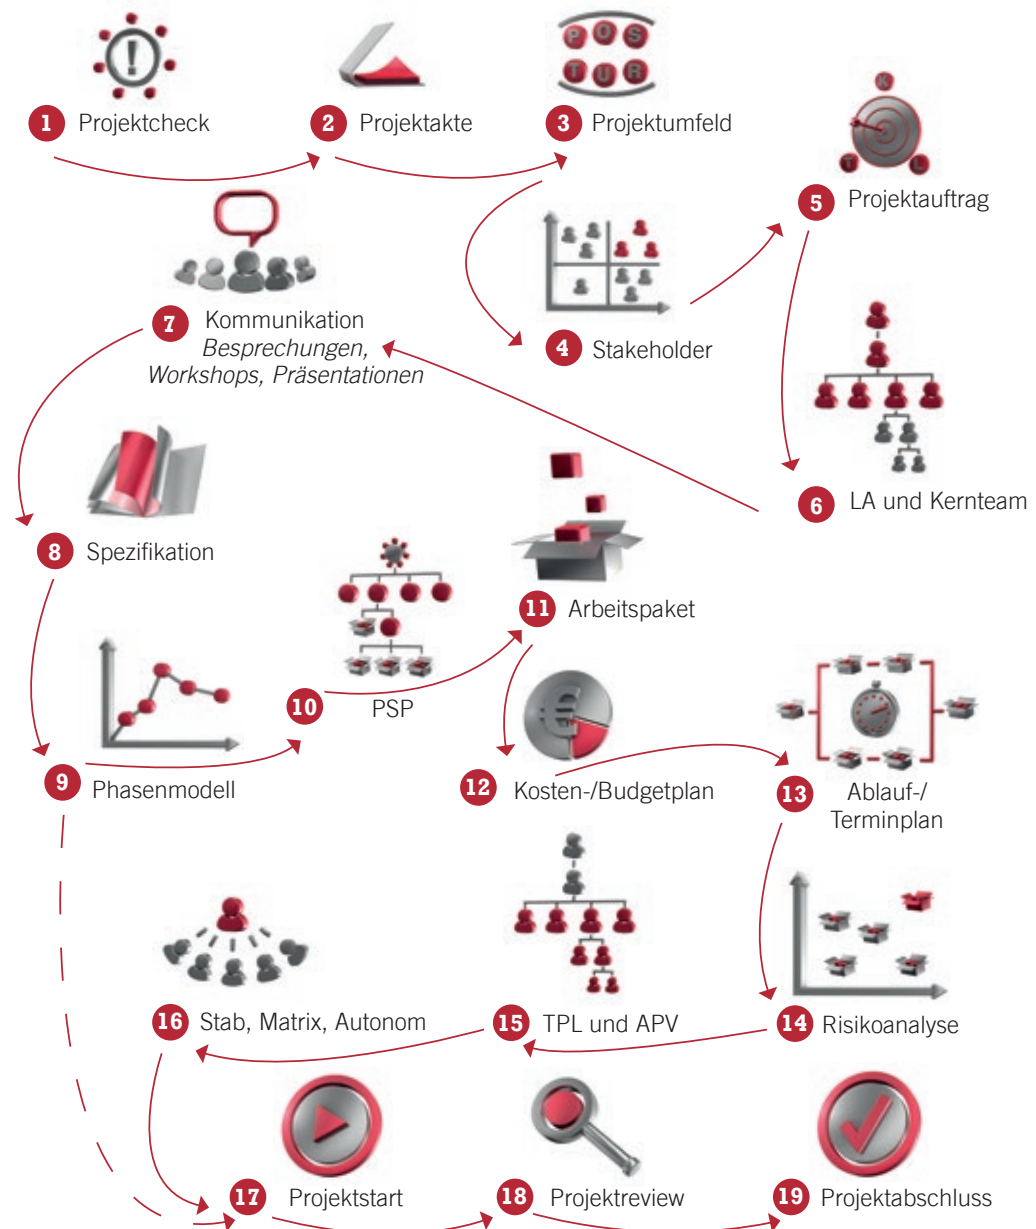 P O S
T U R
1 Projektcheck
2 Projektakte
3 Projektumfeld
K
T L
5 Projektauftrag
4 Stakeholder
7 Kommunikation
Besprechungen,
Workshops, Präsentationen
6 LA und Kernteam
8 Spezifikation
11 Arbeitspaket
10 PSP
9 Phasenmodell
€
12 Kosten-/Budgetplan
13 Ablauf-/
Terminplan
16 Stab, Matrix, Autonom
15 TPL und APV
14 Risikoanalyse
17 Projektstart
18 Projektreview
19 Projektabschluss